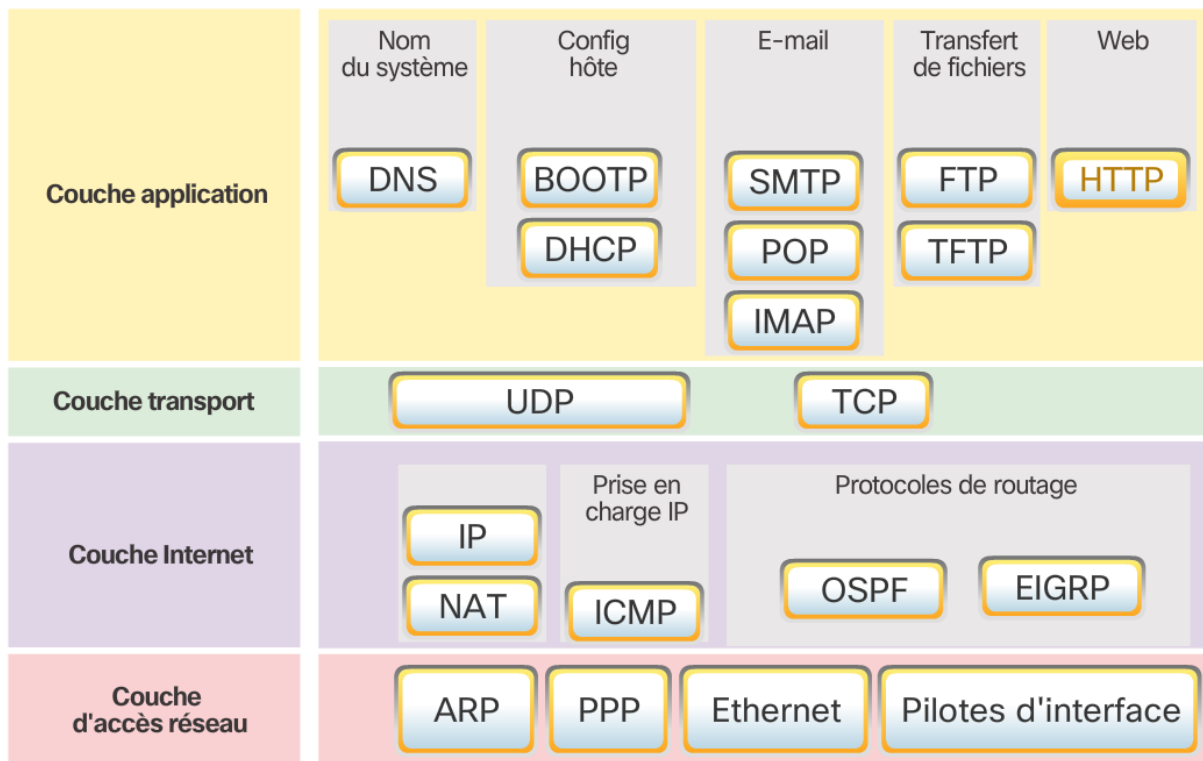 Couche application
Nom
du système
DNS
Config
hôte
BOOTP
DHCP
E-mail
SMTP
POP
IMAP
Transfert
de fichiers
FTP
TFTP
Web
HTTP
Couche transport
UDP
TCP
Couche Internet
IP
NAT
Prise en
charge IP
ICMP
Protocoles de routage
OSPF
EIGRP
Couche
d'accès réseau
ARP
PPP
Ethernet
Pilotes d'interface